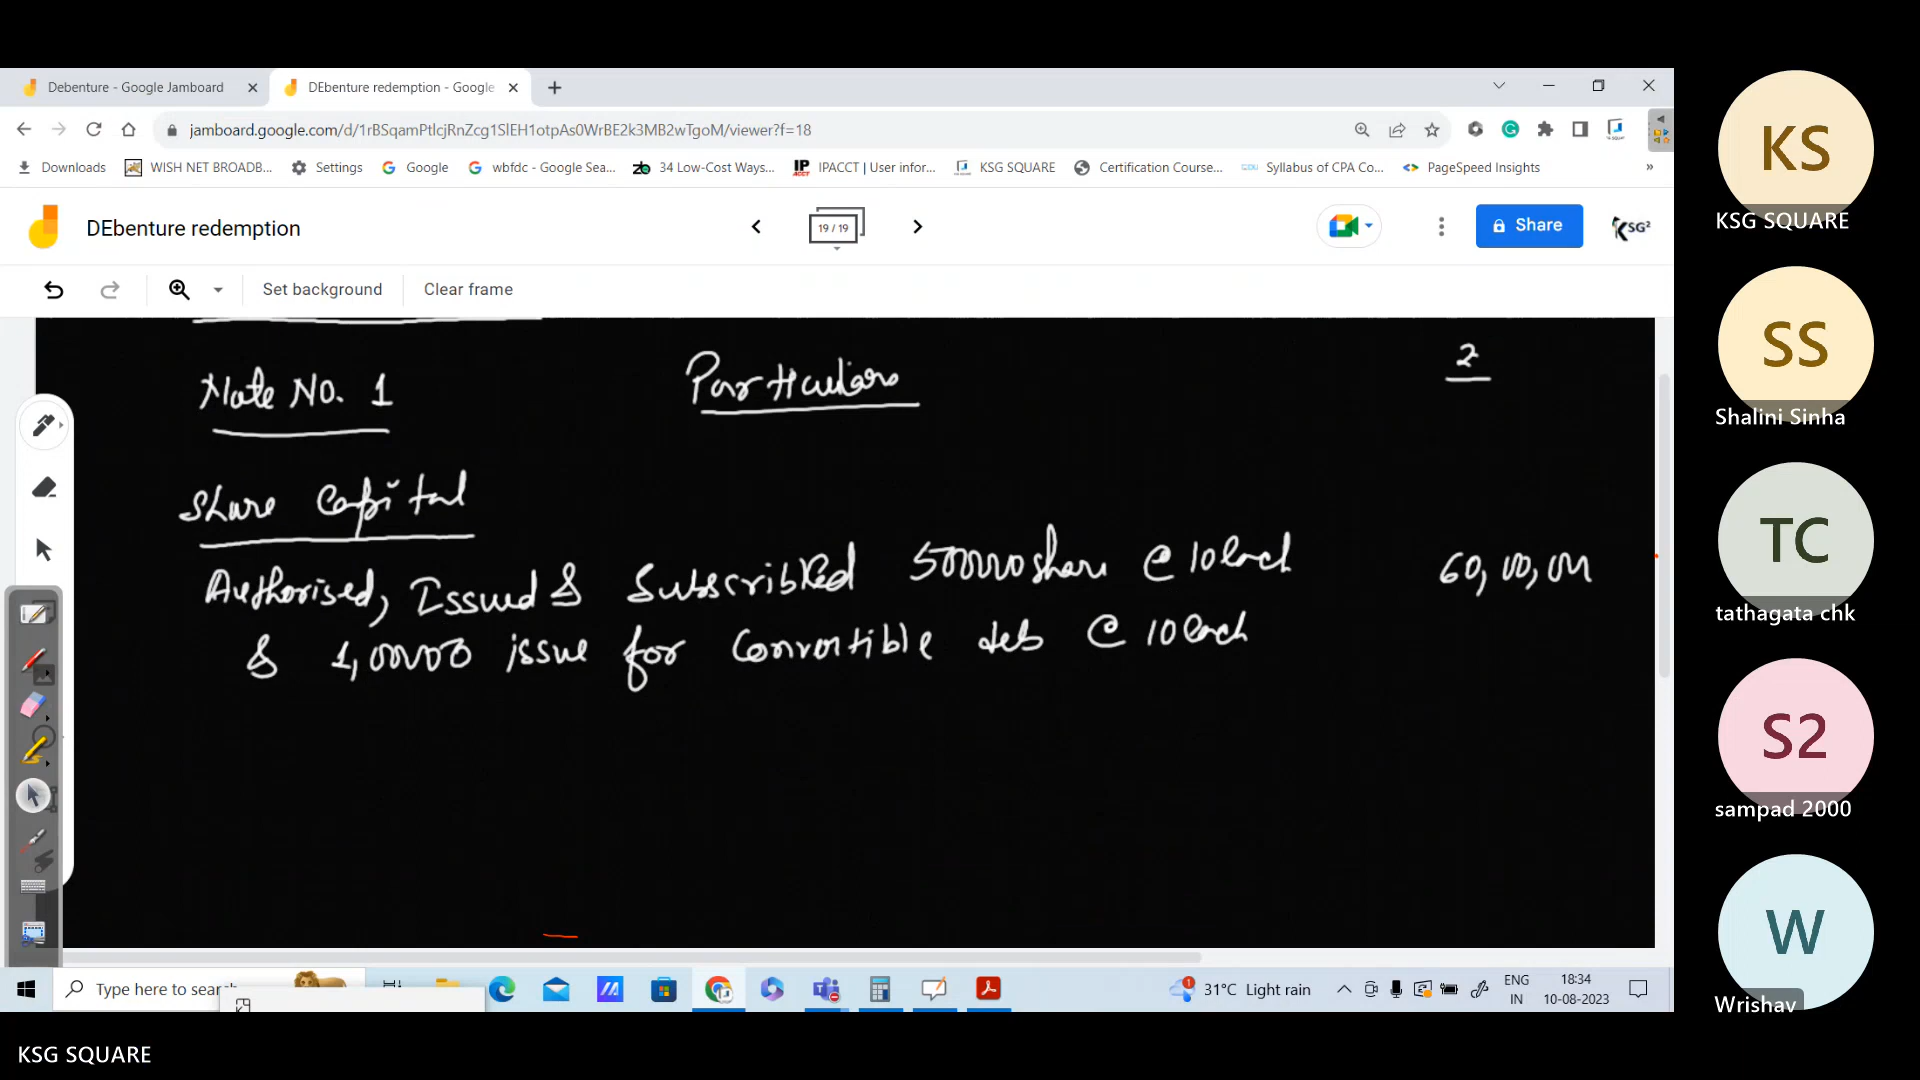 Debenture - Google Jamboard
DEbenture redemption - Google
jamboard.google.com/d/1rBSqamPtlcjRnZcg1SlEH1otpAs0WrBE2k3MB2wTgoM/viewer?f=18
Downloads WISH NET BROADB... Settings Google wbfdc - Google Sea... 34 Low-Cost Ways... IPACCT | User infor... KSG SQUARE Certification Course... Syllabus of CPA Co... PageSpeed Insights »
DEbenture redemption
19 / 19
Share
KSG²
Set background Clear frame
Note No. 1 Particulars 2
Share Capital
Authorised, Issued & Subscribed 500000 share @ 10 each 60,00,000
& 1,00000 issue for Convertible deb @ 10 each
Type here to search
31°C Light rain
ENG
IN
18:34
10-08-2023
KS
KSG SQUARE
SS
Shalini Sinha
TC
tathagata chk
S2
sampad 2000
W
Wrishav
KSG SQUARE